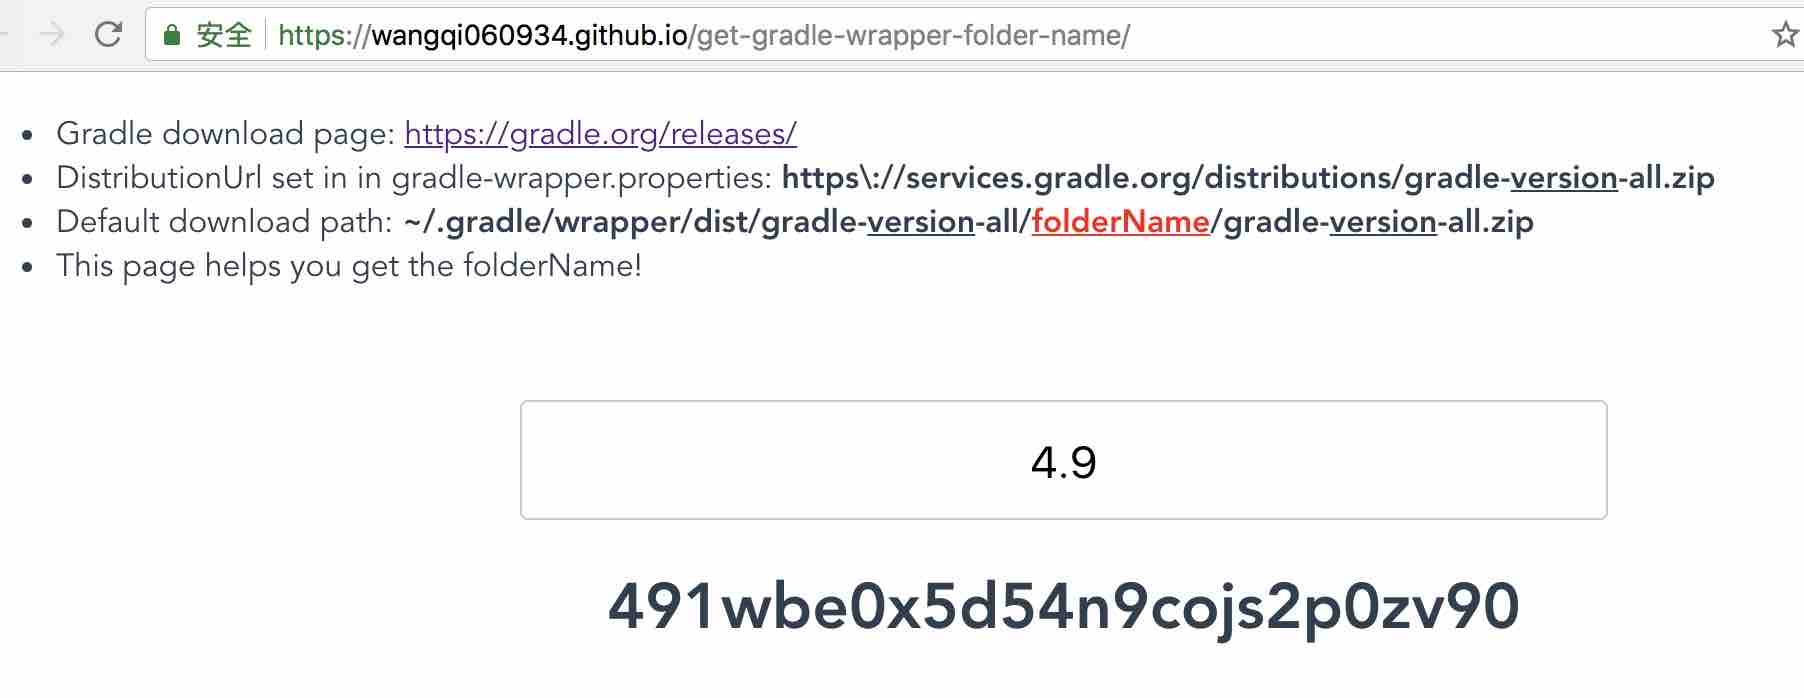 安全 https://wangqi060934.github.io/get-gradle-wrapper-folder-name/
• Gradle download page: https://gradle.org/releases/
• DistributionUrl set in in gradle-wrapper.properties: https\://services.gradle.org/distributions/gradle-version-all.zip
• Default download path: ~/.gradle/wrapper/dist/gradle-version-all/folderName/gradle-version-all.zip
• This page helps you get the folderName!
4.9
491wbe0x5d54n9cojs2p0zv90